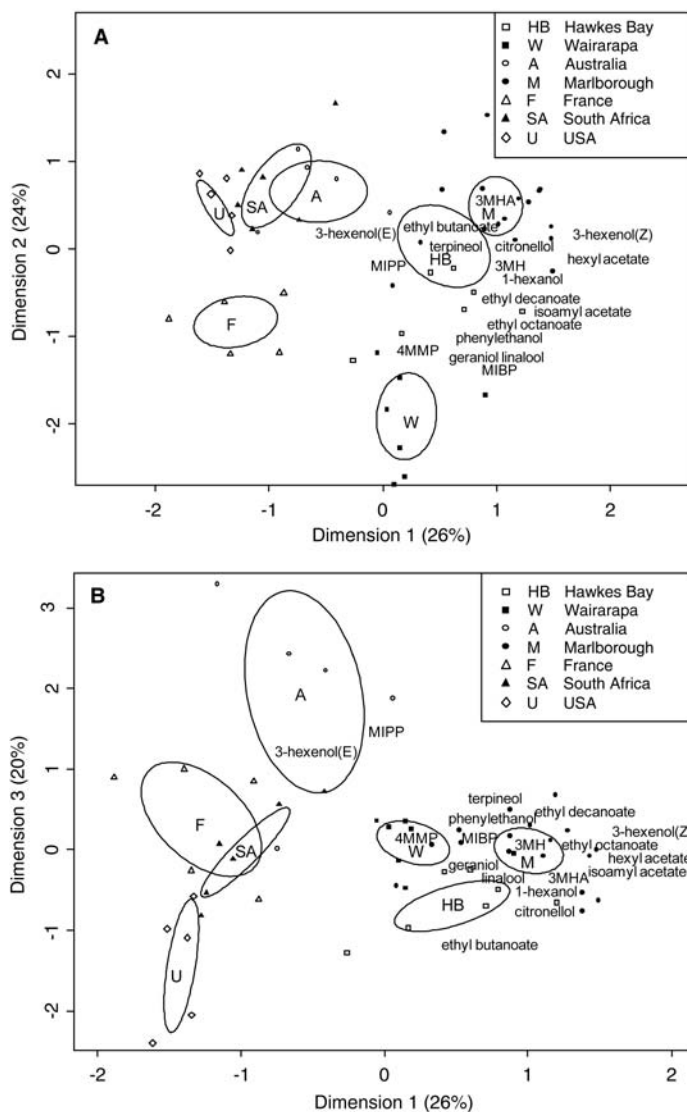 A
HB Hawkes Bay
W Wairarapa
A Australia
M Marlborough
F France
SA South Africa
U USA
2
1
0
-1
-2
Dimension 2 (24%)
U
SA
A
3MHA
M
3-hexenol(E)
ethyl butanoate
terpineol
citronellol
3-hexenol(Z)
MIPP
HB
3MH
hexyl acetate
1-hexanol
ethyl decanoate
isoamyl acetate
ethyl octanoate
F
phenylethanol
4MMP
geraniol linalool
MIBP
W
-2 -1 0 1 2
Dimension 1 (26%)
B
HB Hawkes Bay
W Wairarapa
A Australia
M Marlborough
F France
SA South Africa
U USA
3
2
1
0
-1
-2
Dimension 3 (20%)
A
MIPP
3-hexenol(E)
F
SA
U
terpineol
ethyl decanoate
phenylethanol
4MMP
W
MIBP
3MH
M
ethyl octanoate
3-hexenol(Z)
hexyl acetate
isoamyl acetate
geraniol
linalool
3MHA
1-hexanol
HB
citronellol
ethyl butanoate
-2 -1 0 1 2
Dimension 1 (26%)